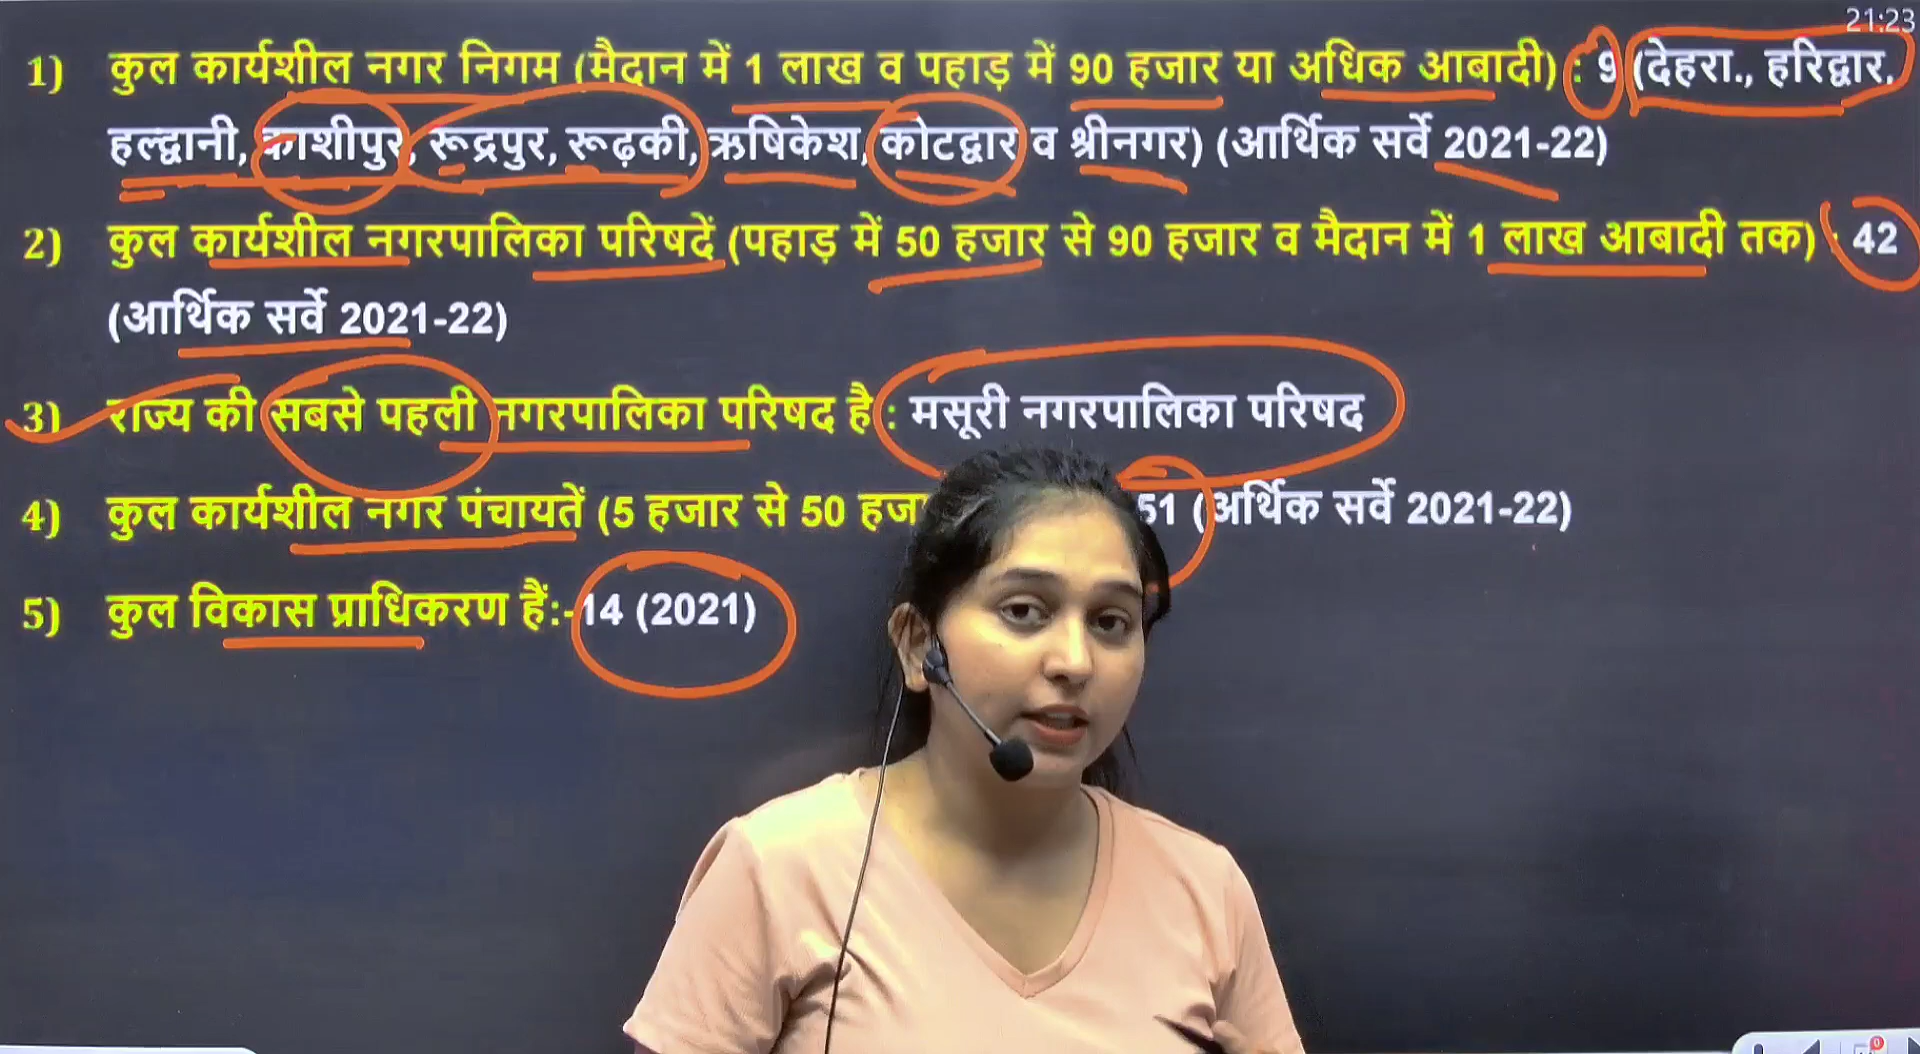 21:23
1) कुल कार्यशील नगर निगम (मैदान में 1 लाख व पहाड़ में 90 हजार या अधिक आबादी) : 9 (देहरा., हरिद्वार,
हल्द्वानी, काशीपुर, रूद्रपुर, रूढ़की, ऋषिकेश, कोटद्वार व श्रीनगर) (आर्थिक सर्वे 2021-22)
2) कुल कार्यशील नगरपालिका परिषदें (पहाड़ में 50 हजार से 90 हजार व मैदान में 1 लाख आबादी तक) : 42
(आर्थिक सर्वे 2021-22)
3) राज्य की सबसे पहली नगरपालिका परिषद है : मसूरी नगरपालिका परिषद
4) कुल कार्यशील नगर पंचायतें (5 हजार से 50 51 (आर्थिक सर्वे 2021-22)
5) कुल विकास प्राधिकरण हैं:- 14 (2021)
0